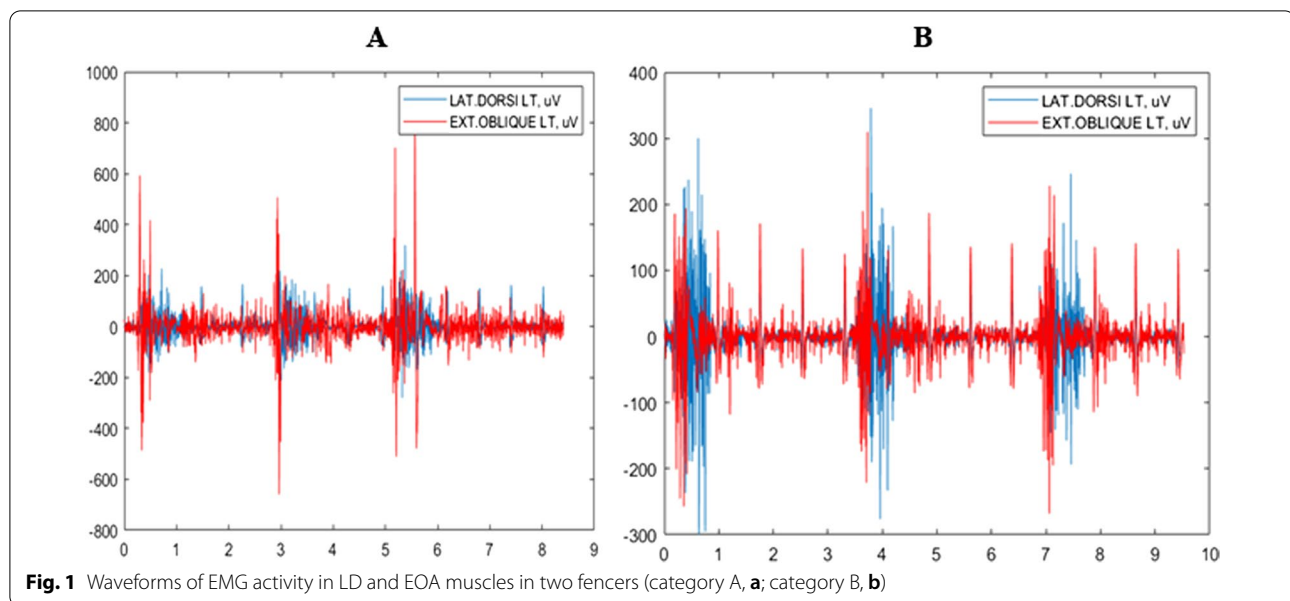 A
1000
800
600
400
200
0
-200
-400
-600
-800
0 1 2 3 4 5 6 7 8 9
LAT.DORSI LT, uV
EXT.OBLIQUE LT, uV
B
400
300
200
100
0
-100
-200
-300
0 1 2 3 4 5 6 7 8 9 10
LAT.DORSI LT, uV
EXT.OBLIQUE LT, uV
Fig. 1 Waveforms of EMG activity in LD and EOA muscles in two fencers (category A, a; category B, b)